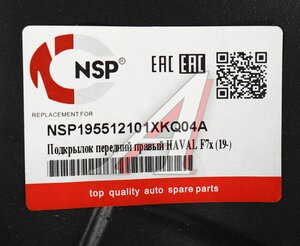 NSP
EAC EAC
REPLACEMENT FOR
NSP195512101XKQ04A
Подкрылок передний правый HAVAL F7x (19-)
top quality auto spare parts